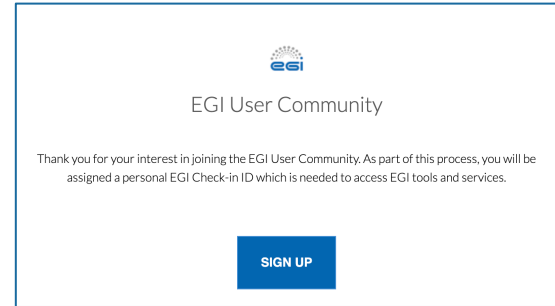 egi
EGI User Community
Thank you for your interest in joining the EGI User Community. As part of this process, you will be
assigned a personal EGI Check-in ID which is needed to access EGI tools and services.
SIGN UP